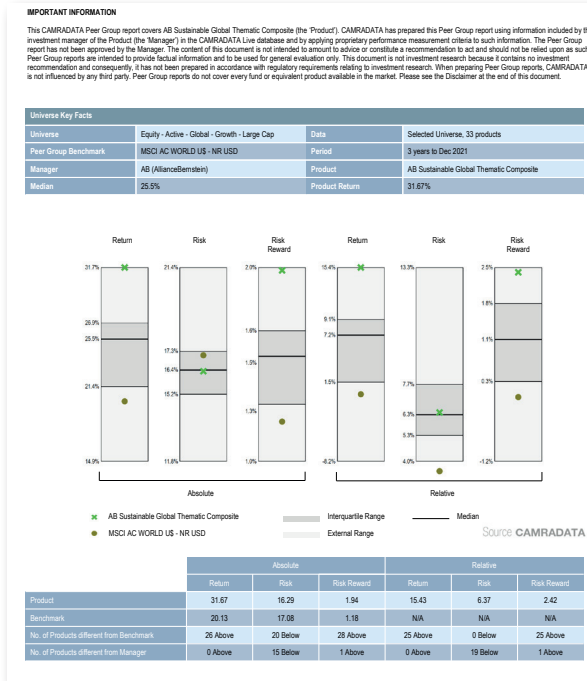 IMPORTANT INFORMATION
This CAMRADATA Peer Group report covers AB Sustainable Global Thematic Composite (the 'Product'). CAMRADATA has prepared this Peer Group report using information included by the
investment manager of the Product (the 'Manager') in the CAMRADATA Live database and by applying proprietary performance measurement criteria to such information. The Peer Group
report has not been approved by the Manager. The content of this document is not intended to amount to advice or constitute a recommendation to act and should not be relied upon as such.
Peer Group reports are intended to provide factual information and to be used for general evaluation only. This document is not investment research because it contains no investment
recommendation and consequently, it has not been prepared in accordance with regulatory requirements relating to investment research. When preparing Peer Group reports, CAMRADATA
is not influenced by any third party. Peer Group reports do not cover every fund or equivalent product available in the market. Please see the Disclaimer at the end of this document.
Universe Key Facts
Universe Equity - Active - Global - Growth - Large Cap Data Selected Universe, 33 products
Peer Group Benchmark MSCI AC WORLD U$ - NR USD Period 3 years to Dec 2021
Manager AB (AllianceBernstein) Product AB Sustainable Global Thematic Composite
Median 25.5% Product Return 31.67%
Return Risk Risk Reward Return Risk Risk Reward
31.7% 21.4% 2.0% 15.4% 13.3% 2.5%
26.9% 17.3% 1.6% 9.1% 7.7% 1.8%
25.5% 16.4% 1.5% 7.2% 6.3% 1.1%
21.4% 15.2% 1.3% 1.5% 5.3% 0.3%
14.9% 11.8% 1.0% -6.2% 4.0% -1.2%
Absolute Relative
AB Sustainable Global Thematic Composite Interquartile Range Median
MSCI AC WORLD U$ - NR USD External Range
Source CAMRADATA
Absolute Relative
Return Risk Risk Reward Return Risk Risk Reward
Product 31.67 16.29 1.94 15.43 6.37 2.42
Benchmark 20.13 17.08 1.18 N/A N/A N/A
No. of Products different from Benchmark 26 Above 20 Below 28 Above 25 Above 0 Below 25 Above
No. of Products different from Manager 0 Above 15 Below 1 Above 0 Above 19 Below 1 Above